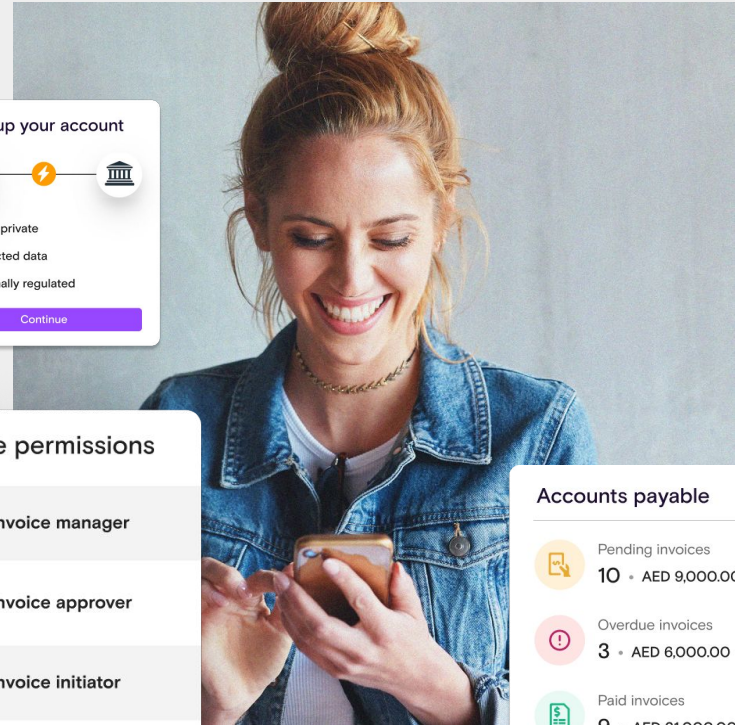 up your account
private
ted data
ally regulated
Continue
permissions
nvoice manager
nvoice approver
nvoice initiator
Accounts payable
Pending invoices
10 • AED 9,000.00
Overdue invoices
3 • AED 6,000.00
Paid invoices